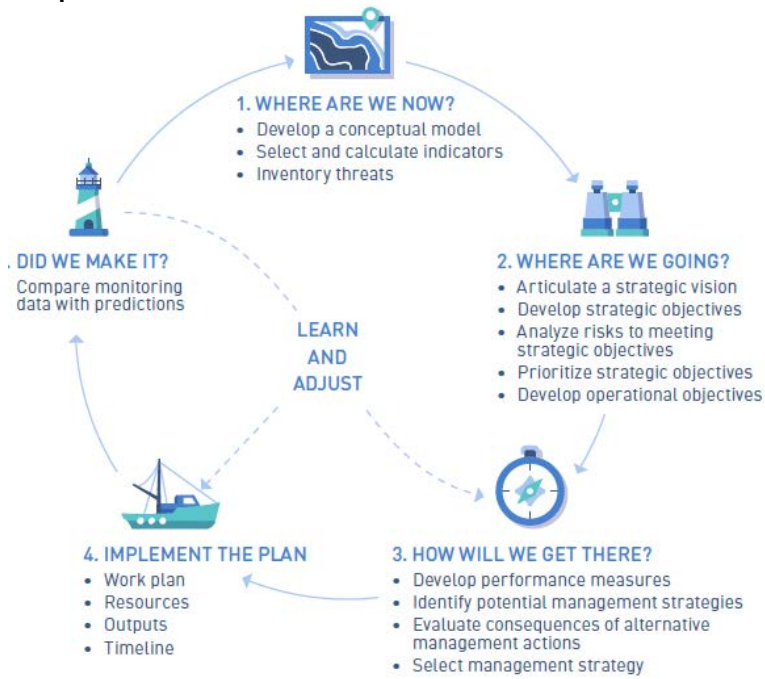 1. WHERE ARE WE NOW?
• Develop a conceptual model
• Select and calculate indicators
• Inventory threats
2. WHERE ARE WE GOING?
• Articulate a strategic vision
• Develop strategic objectives
• Analyze risks to meeting
strategic objectives
• Prioritize strategic objectives
• Develop operational objectives
3. HOW WILL WE GET THERE?
• Develop performance measures
• Identify potential management strategies
• Evaluate consequences of alternative
management actions
• Select management strategy
4. IMPLEMENT THE PLAN
• Work plan
• Resources
• Outputs
• Timeline
. DID WE MAKE IT?
Compare monitoring
data with predictions
LEARN
AND
ADJUST